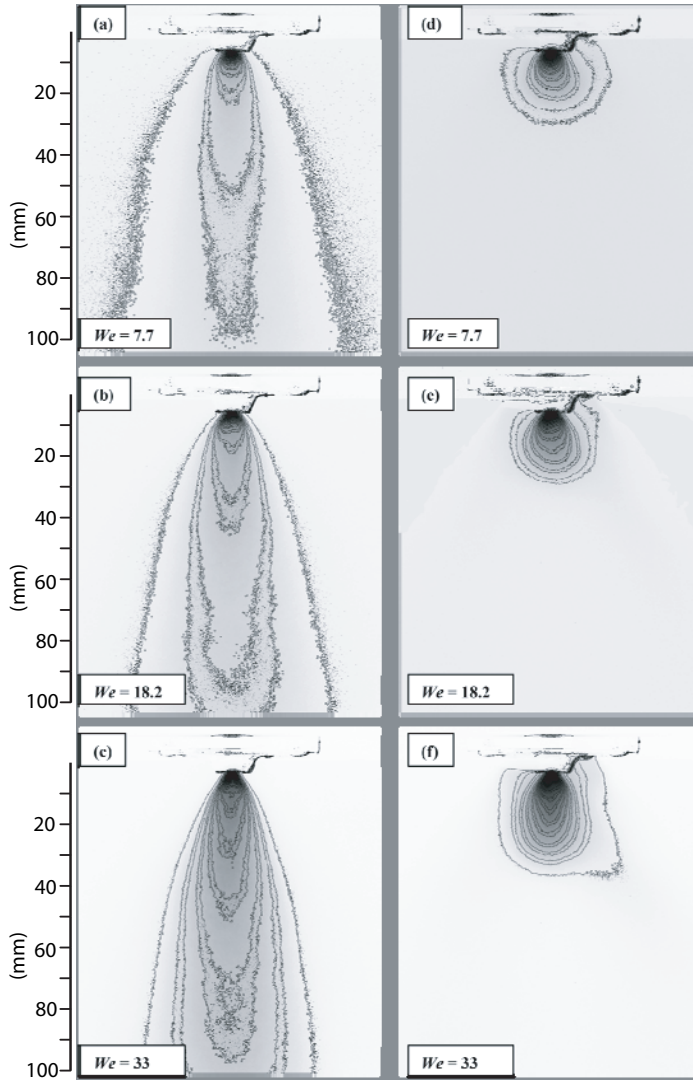 (a)
20
40
60
80
100
(mm)
We = 7.7
(d)
We = 7.7
(b)
20
40
60
80
100
(mm)
We = 18.2
(e)
We = 18.2
(c)
20
40
60
80
100
(mm)
We = 33
(f)
We = 33